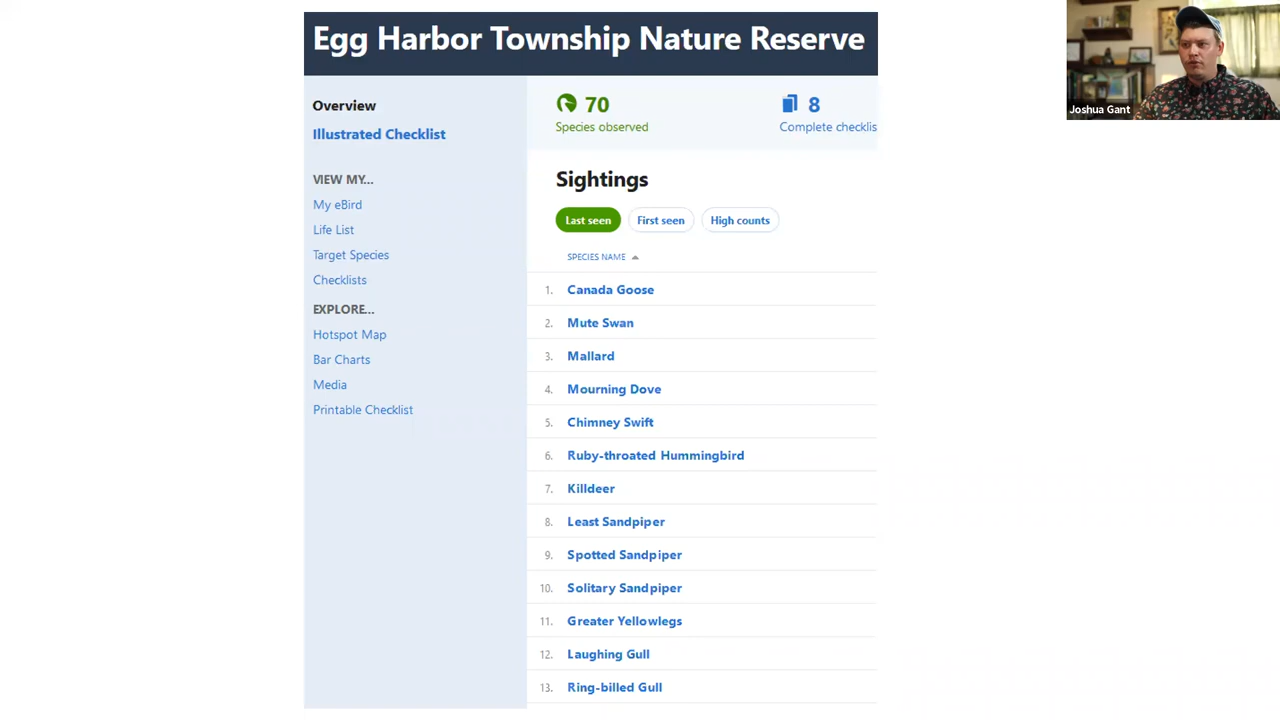 Egg Harbor Township Nature Reserve
Overview
Illustrated Checklist
VIEW MY...
My eBird
Life List
Target Species
Checklists
EXPLORE...
Hotspot Map
Bar Charts
Media
Printable Checklist
70
Species observed
8
Complete checklis
Sightings
Last seen
First seen
High counts
SPECIES NAME
1. Canada Goose
2. Mute Swan
3. Mallard
4. Mourning Dove
5. Chimney Swift
6. Ruby-throated Hummingbird
7. Killdeer
8. Least Sandpiper
9. Spotted Sandpiper
10. Solitary Sandpiper
11. Greater Yellowlegs
12. Laughing Gull
13. Ring-billed Gull
Joshua Gant